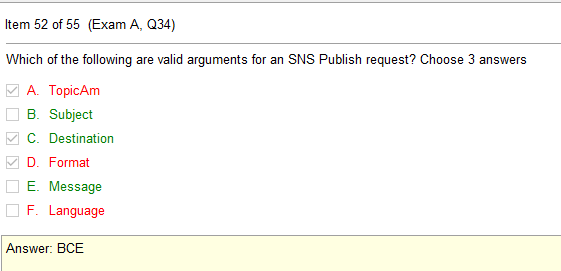 Item 52 of 55 (Exam A, Q34)
Which of the following are valid arguments for an SNS Publish request? Choose 3 answers
A. TopicAm
B. Subject
C. Destination
D. Format
E. Message
F. Language
Answer: BCE